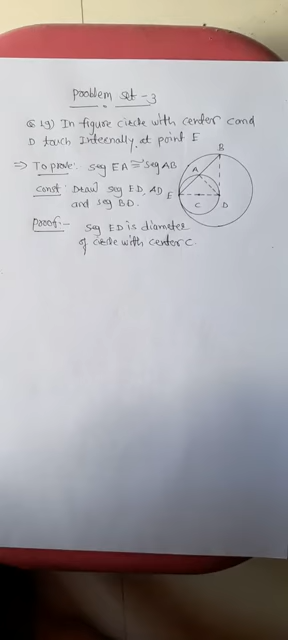 Problem set - 3
Q 19) In figure circle with center C and
D touch Internally at point E
⇒ To prove: seg EA ≅ seg AB
Const: Draw seg ED, AD
and seg BD.
Proof:- seg ED is diameter
of circle with center C.
B
A
E
C
D